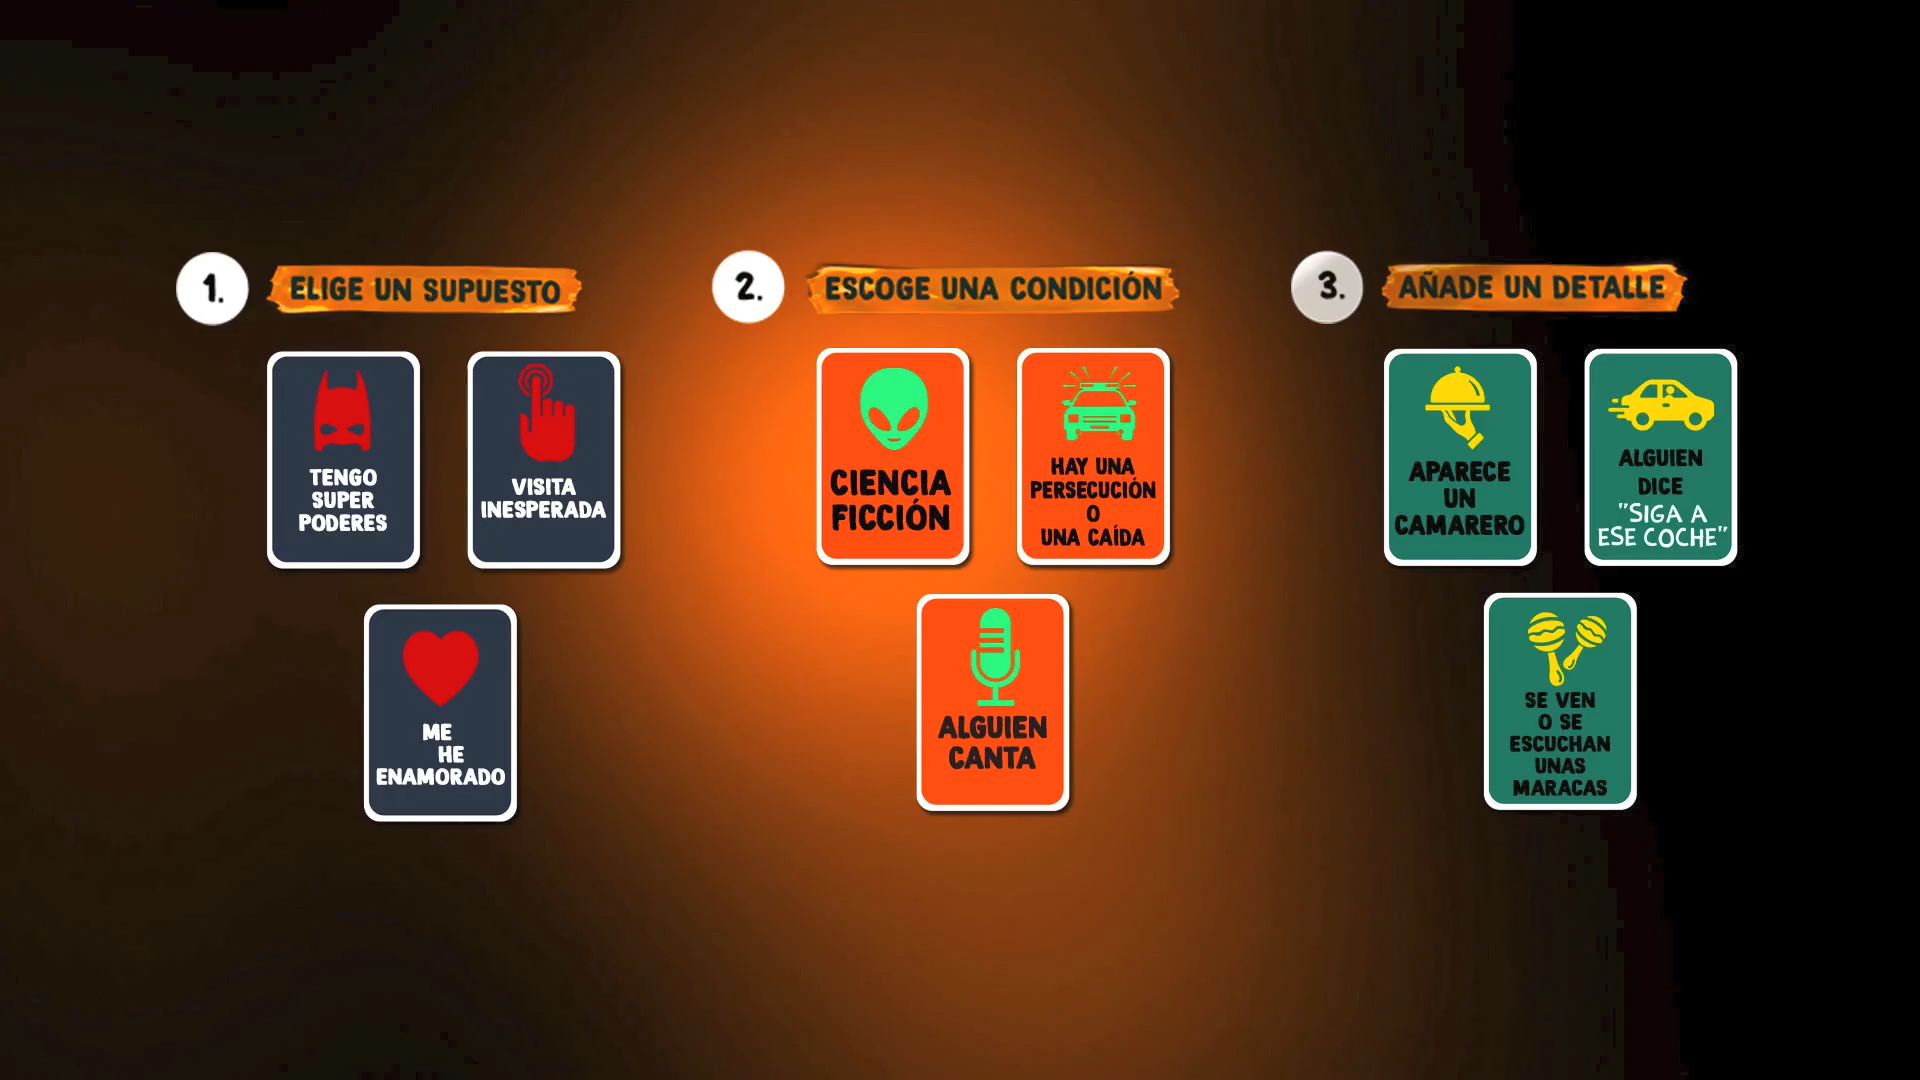 1. ELIGE UN SUPUESTO
TENGO
SUPER
PODERES
VISITA
INESPERADA
ME
HE
ENAMORADO
2. ESCOGE UNA CONDICIÓN
CIENCIA
FICCIÓN
HAY UNA
PERSECUCIÓN
O
UNA CAÍDA
ALGUIEN
CANTA
3. AÑADE UN DETALLE
APARECE
UN
CAMARERO
ALGUIEN
DICE
"SIGA A
ESE COCHE"
SE VEN
O SE
ESCUCHAN
UNAS
MARACAS